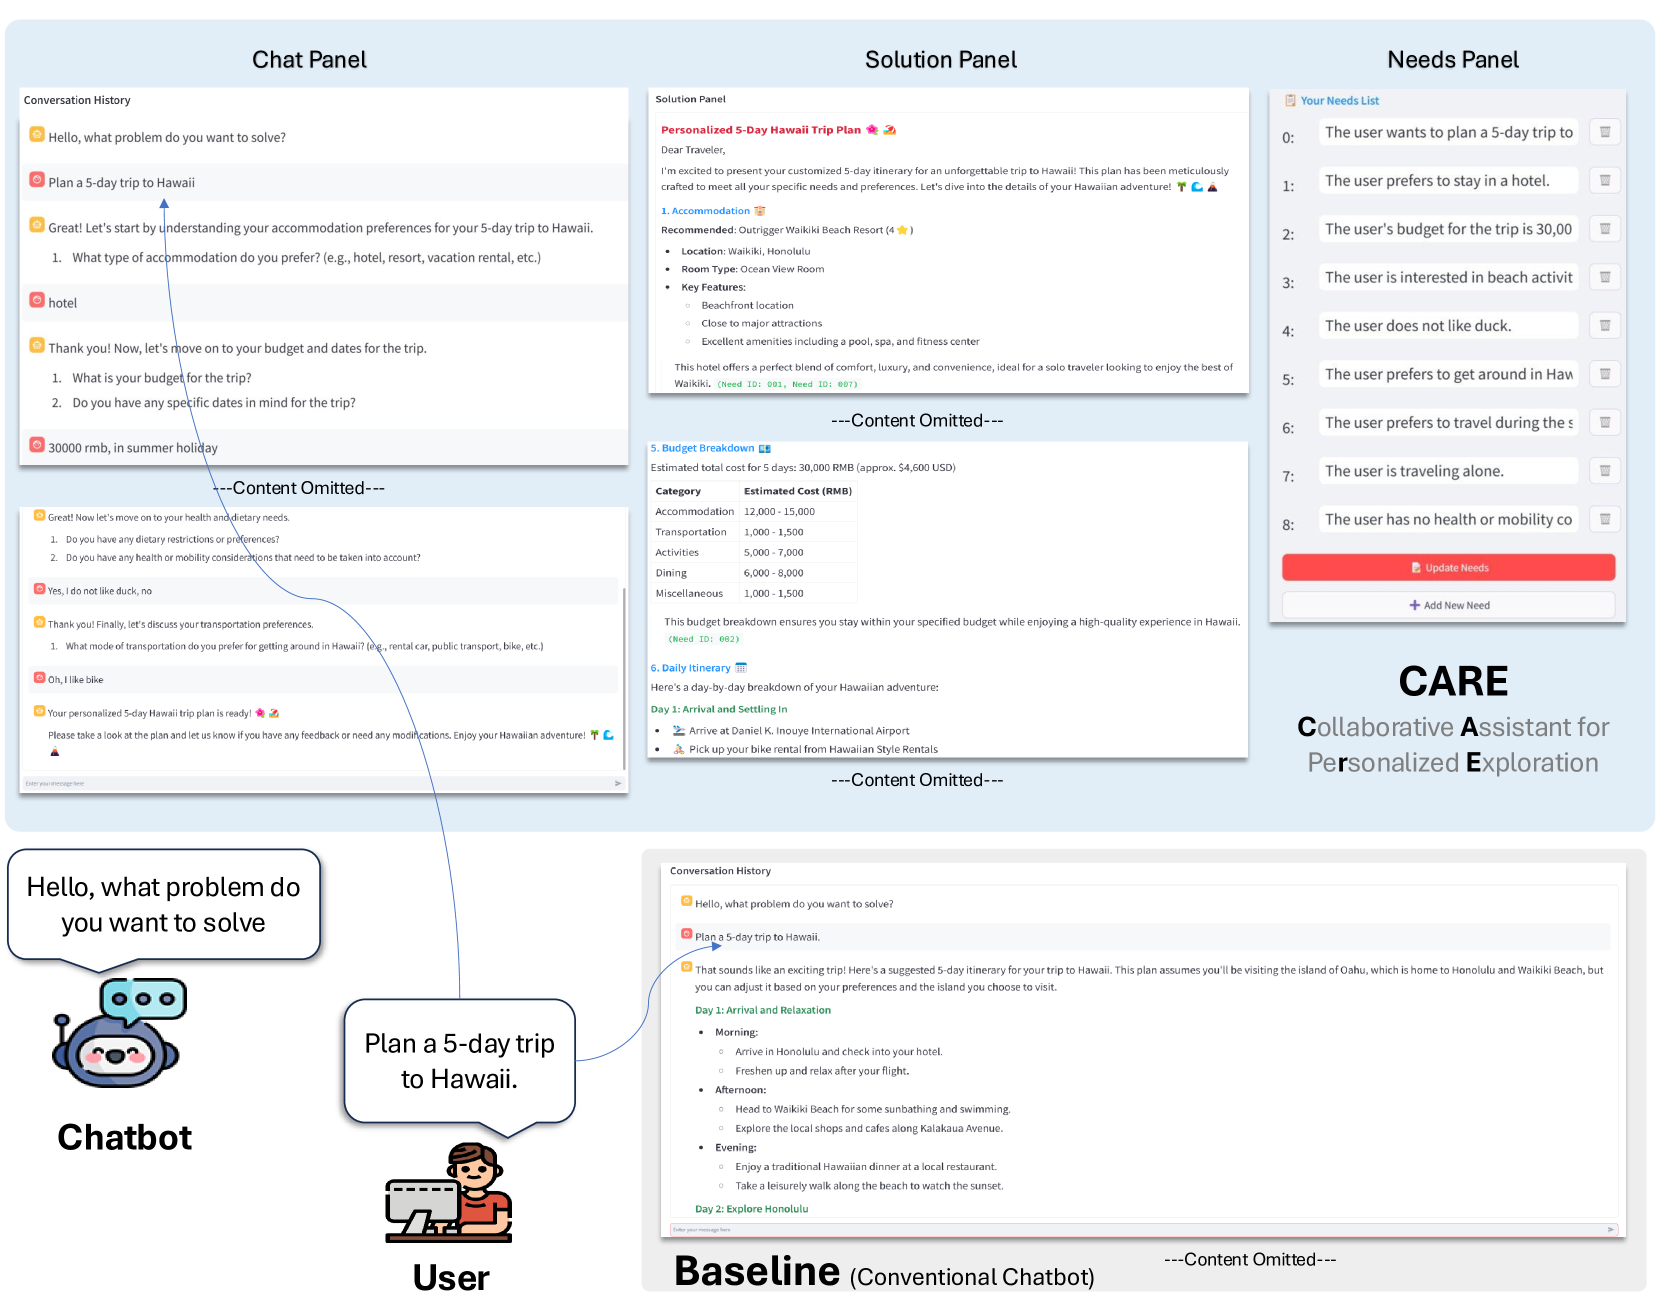 Chat Panel
Conversation History
Hello, what problem do you want to solve?
Plan a 5-day trip to Hawaii
Great! Let's start by understanding your accommodation preferences for your 5-day trip to Hawaii.
1. What type of accommodation do you prefer? (e.g., hotel, resort, vacation rental, etc.)
hotel
Thank you! Now, let's move on to your budget and dates for the trip.
1. What is your budget for the trip?
2. Do you have any specific dates in mind for the trip?
30000 rmb, in summer holiday
---Content Omitted---
Great! Now let's move on to your health and dietary needs.
1. Do you have any dietary restrictions or preferences?
2. Do you have any health or mobility considerations that need to be taken into account?
Yes, I do not like duck, no
Thank you! Finally, let's discuss your transportation preferences.
1. What mode of transportation do you prefer for getting around in Hawaii? (e.g., rental car, public transport, bike, etc.)
Oh, I like bike
Your personalized 5-day Hawaii trip plan is ready! 🌺 🏖️
Please take a look at the plan and let us know if you have any feedback or need any modifications. Enjoy your Hawaiian adventure! 🌴 🌊
🌋
Enter your message here
Solution Panel
Solution Panel
Personalized 5-Day Hawaii Trip Plan 🌺 🏖️
Dear Traveler,
I'm excited to present your customized 5-day itinerary for an unforgettable trip to Hawaii! This plan has been meticulously
crafted to meet all your specific needs and preferences. Let's dive into the details of your Hawaiian adventure! 🌴 🌊 🌋
1. Accommodation 🏨
Recommended: Outrigger Waikiki Beach Resort (4 ⭐ )
• Location: Waikiki, Honolulu
• Room Type: Ocean View Room
• Key Features:
○ Beachfront location
○ Close to major attractions
○ Excellent amenities including a pool, spa, and fitness center
This hotel offers a perfect blend of comfort, luxury, and convenience, ideal for a solo traveler looking to enjoy the best of
Waikiki. (Need ID: 001, Need ID: 007)
---Content Omitted---
5. Budget Breakdown 💵
Estimated total cost for 5 days: 30,000 RMB (approx. $4,600 USD)
Category Estimated Cost (RMB)
Accommodation 12,000 - 15,000
Transportation 1,000 - 1,500
Activities 5,000 - 7,000
Dining 6,000 - 8,000
Miscellaneous 1,000 - 1,500
This budget breakdown ensures you stay within your specified budget while enjoying a high-quality experience in Hawaii.
(Need ID: 002)
6. Daily Itinerary 📅
Here's a day-by-day breakdown of your Hawaiian adventure:
Day 1: Arrival and Settling In
• 🛬 Arrive at Daniel K. Inouye International Airport
• 🚴 Pick up your bike rental from Hawaiian Style Rentals
---Content Omitted---
Needs Panel
📋 Your Needs List
0: The user wants to plan a 5-day trip to
1: The user prefers to stay in a hotel.
2: The user's budget for the trip is 30,00
3: The user is interested in beach activit
4: The user does not like duck.
5: The user prefers to get around in Haw
6: The user prefers to travel during the s
7: The user is traveling alone.
8: The user has no health or mobility co
📝 Update Needs
➕ Add New Need
CARE
Collaborative Assistant for
Personalized Exploration
Hello, what problem do
you want to solve
Chatbot
Plan a 5-day trip
to Hawaii.
User
Conversation History
Hello, what problem do you want to solve?
Plan a 5-day trip to Hawaii.
That sounds like an exciting trip! Here's a suggested 5-day itinerary for your trip to Hawaii. This plan assumes you'll be visiting the island of Oahu, which is home to Honolulu and Waikiki Beach, but
you can adjust it based on your preferences and the island you choose to visit.
Day 1: Arrival and Relaxation
• Morning:
○ Arrive in Honolulu and check into your hotel.
○ Freshen up and relax after your flight.
• Afternoon:
○ Head to Waikiki Beach for some sunbathing and swimming.
○ Explore the local shops and cafes along Kalakaua Avenue.
• Evening:
○ Enjoy a traditional Hawaiian dinner at a local restaurant.
○ Take a leisurely walk along the beach to watch the sunset.
Day 2: Explore Honolulu
Enter your message here
Baseline (Conventional Chatbot)
---Content Omitted---